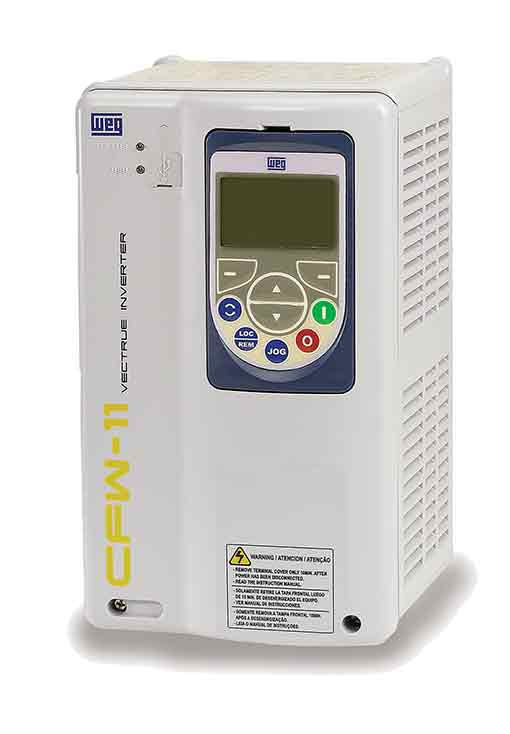 WEG
WEG
LOC
REM
JOG
CFW-11 VECTRUE INVERTER
WARNING / ATENCION / ATENÇÃO
- REMOVE TERMINAL COVER ONLY 10MIN. AFTER
POWER HAS BEEN DISCONNECTED.
- READ THE INSTRUCTION MANUAL.
- SOLAMENTE RETIRE LA TAPA FRONTAL LUEGO
DE 10 MIN. DE DESENERGIZADO EL EQUIPO.
- VER MANUAL DE INSTRUCCIONES.
- SOMENTE REMOVA A TAMPA FRONTAL 10MIN.
APÓS A DESENERGIZAÇÃO.
- LEIA O MANUAL DE INSTRUÇÕES.